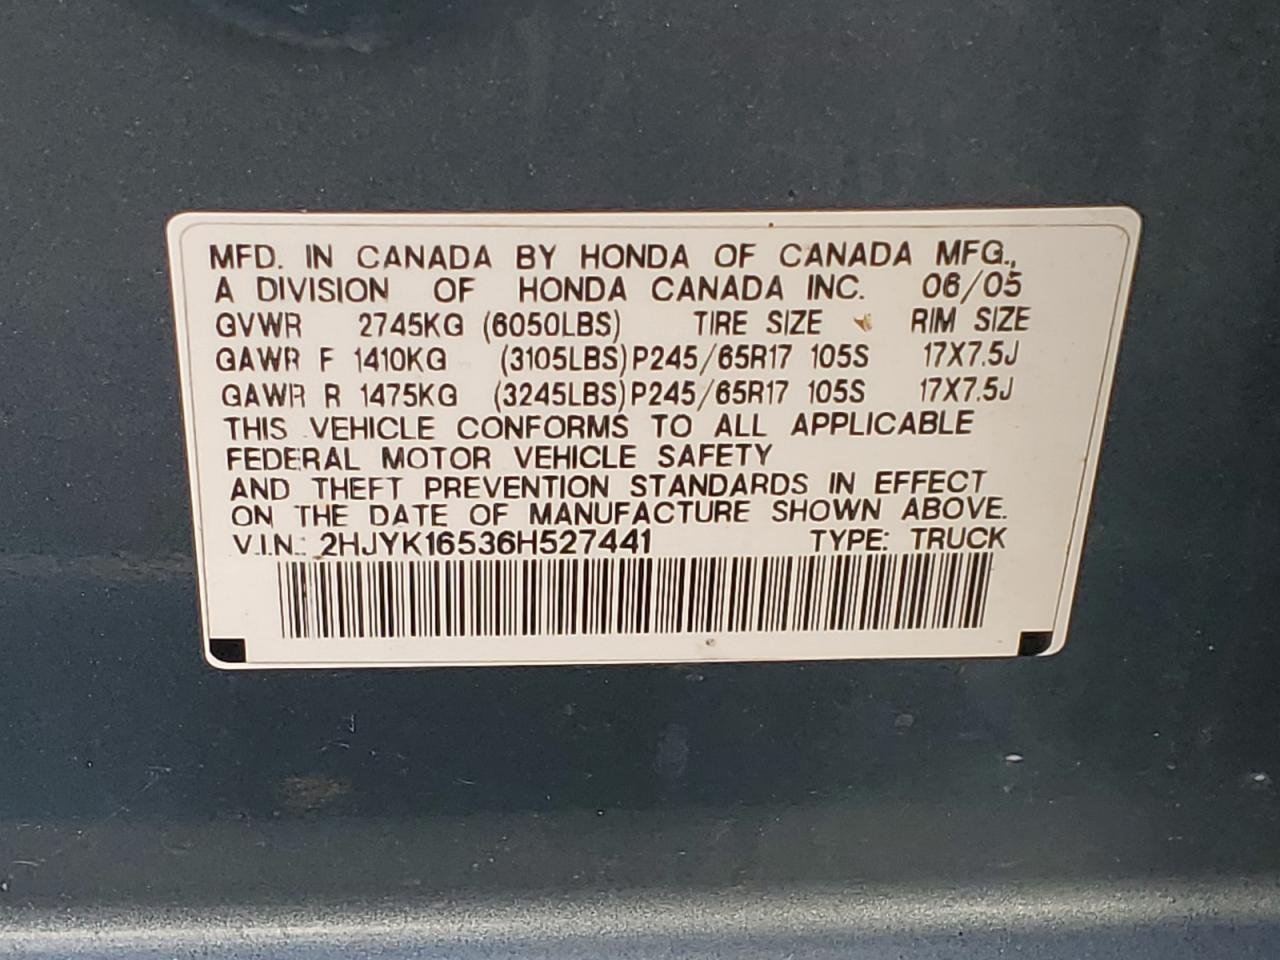 MFD. IN CANADA BY HONDA OF CANADA MFG.,
A DIVISION OF HONDA CANADA INC. 06/05
GVWR 2745KG (6050LBS) TIRE SIZE RIM SIZE
GAWR F 1410KG (3105LBS) P245/65R17 105S 17X7.5J
GAWR R 1475KG (3245LBS) P245/65R17 105S 17X7.5J
THIS VEHICLE CONFORMS TO ALL APPLICABLE
FEDERAL MOTOR VEHICLE SAFETY
AND THEFT PREVENTION STANDARDS IN EFFECT
ON THE DATE OF MANUFACTURE SHOWN ABOVE.
V.I.N.: 2HJYK16536H527441 TYPE: TRUCK